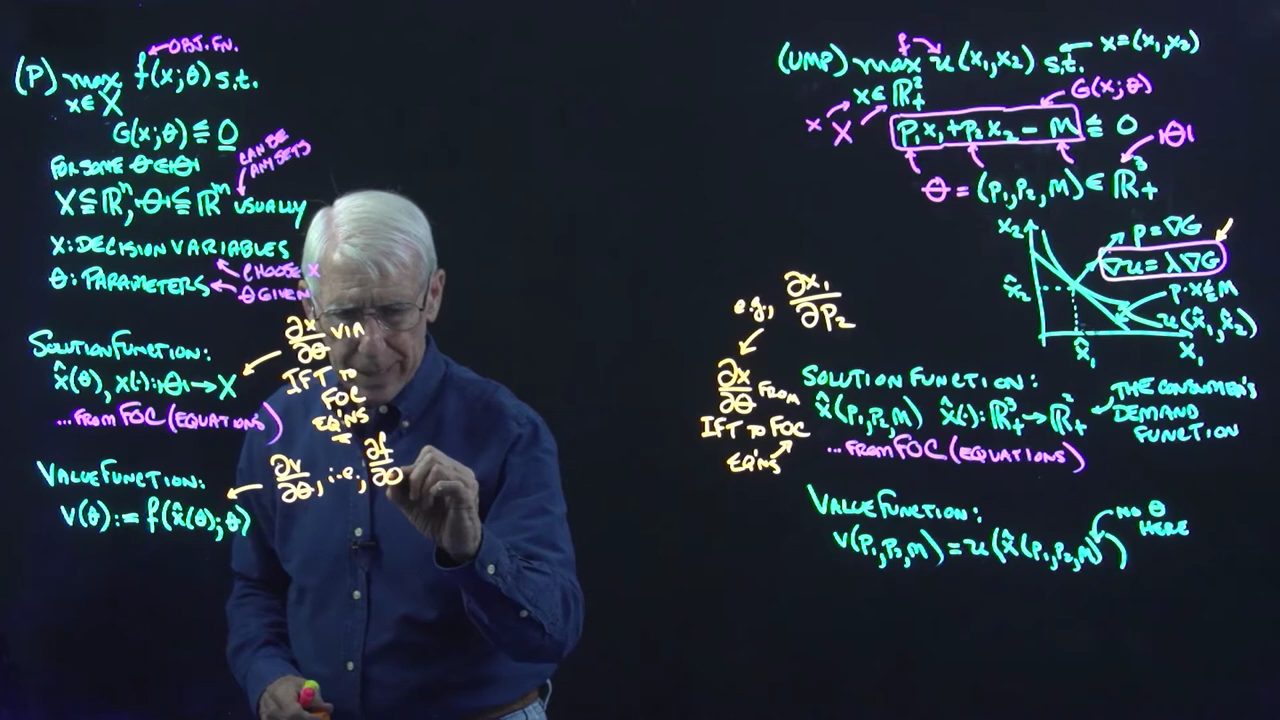 ← OBJ. FN.
(P) max f(x;θ) s.t.
x∈X
G(x;θ) ≦ 0
CAN BE ANY SETS
FOR SOME θ∈Θ
X ⊆ ℝⁿ, Θ ⊆ ℝᵐ USUALLY
X: DECISION VARIABLES
← CHOOSE X
θ: PARAMETERS ← θ GIVEN
SOLUTION FUNCTION:
x̂(θ), x(·): Θ → X
...FROM FOC (EQUATIONS)
∂x/∂θ VIA
IFT TO
FOC
EQ'NS
VALUE FUNCTION:
v(θ) := f(x̂(θ);θ)
← ∂v/∂θ, i.e., ∂f/∂θ
(UMP) max u(x₁,x₂) s.t. ← x=(x₁,x₂)
f
x∈ℝ²₊
x X
← G(x;θ)
p₁x₁+p₂x₂ − M ≦ 0
Θ
θ = (p₁,p₂,M) ∈ ℝ³₊
x₂
p = ∇G
∇u = λ∇G
x̂₂
p·x ≦ M
u(x̂₁,x̂₂)
x̂₁
x₁
e.g., ∂x₁/∂p₂
∂x/∂θ FROM
IFT TO FOC
EQ'NS
SOLUTION FUNCTION:
x̂(p₁,p₂,M) x̂(·): ℝ³₊ → ℝ²₊
← THE CONSUMER'S
DEMAND
FUNCTION
...FROM FOC (EQUATIONS)
VALUE FUNCTION:
v(p₁,p₂,M) = u(x̂(p₁,p₂,M))
NO θ
HERE